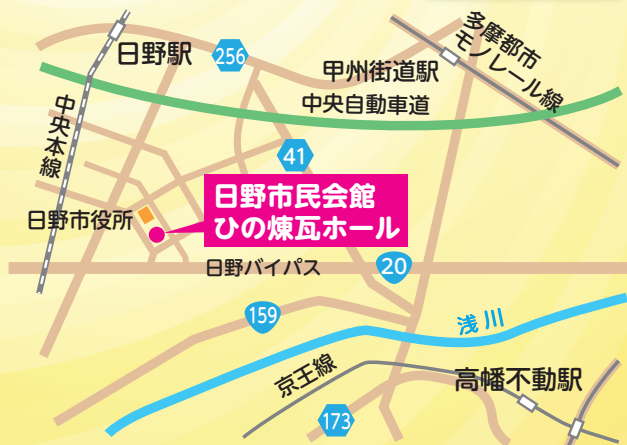 多摩都市
モノレール線
日野駅
256
甲州街道駅
中央自動車道
中央本線
41
日野市民会館
ひの煉瓦ホール
日野市役所
日野バイパス
20
159
浅川
京王線
高幡不動駅
173